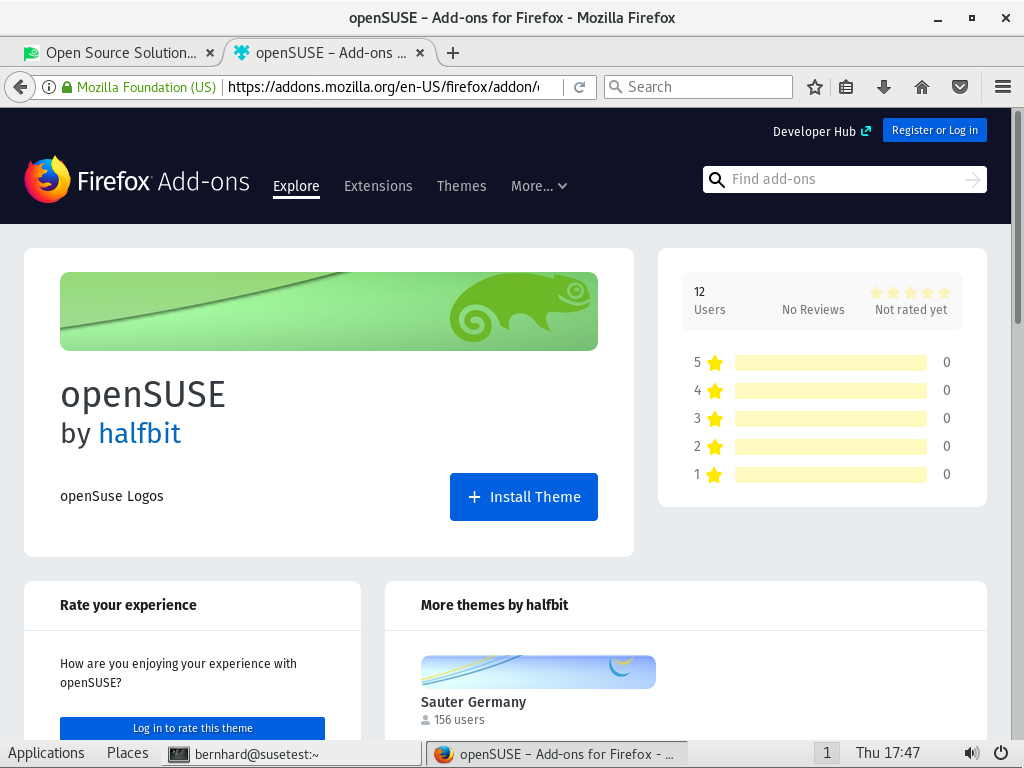 openSUSE – Add-ons for Firefox - Mozilla Firefox
Open Source Solution...
openSUSE – Add-ons ...
Mozilla Foundation (US)
https://addons.mozilla.org/en-US/firefox/addon/
Search
Developer Hub
Register or Log in
Firefox Add-ons
Explore
Extensions
Themes
More...
Find add-ons
openSUSE
by halfbit
openSuse Logos
Install Theme
12
Users
No Reviews
Not rated yet
5 0
4 0
3 0
2 0
1 0
Rate your experience
How are you enjoying your experience with
openSUSE?
Log in to rate this theme
More themes by halfbit
Sauter Germany
156 users
Applications
Places
bernhard@susetest:~
openSUSE – Add-ons for Firefox - ...
1
Thu 17:47